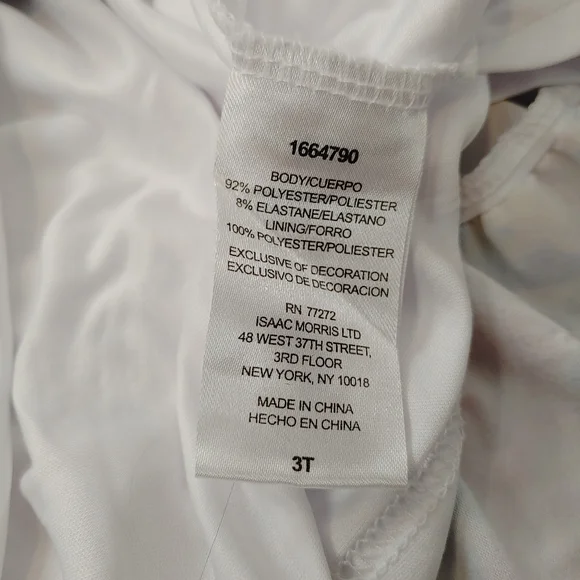 1664790
BODY/CUERPO
92% POLYESTER/POLIESTER
8% ELASTANE/ELASTANO
LINING/FORRO
100% POLYESTER/POLIESTER
EXCLUSIVE OF DECORATION
EXCLUSIVO DE DECORACION
RN 77272
ISAAC MORRIS LTD
48 WEST 37TH STREET,
3RD FLOOR
NEW YORK, NY 10018
MADE IN CHINA
HECHO EN CHINA
3T